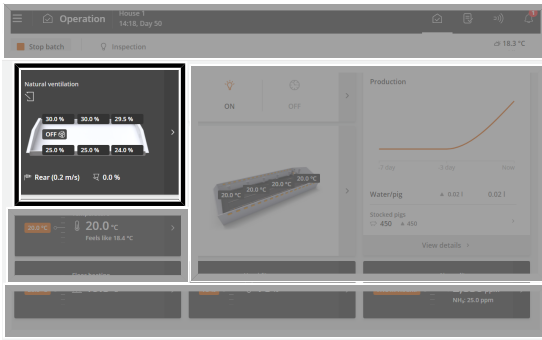 Operation
House 1
14:18, Day 50
1
Stop batch
Inspection
18.3 °C
Natural ventilation
30.0 %
30.0 %
29.5 %
OFF
25.0 %
25.0 %
24.0 %
Rear (0.2 m/s)
0.0 %
ON
OFF
20.0 °C
20.0 °C
20.0 °C
20.0 °C
Production
-7 day
Now
Water/pig
0.02 l
0.02 l
Stocked pigs
450
450
View details
20.0 °C
20.0 °C
Feels like 18.4 °C
NH₃: 25.0 ppm